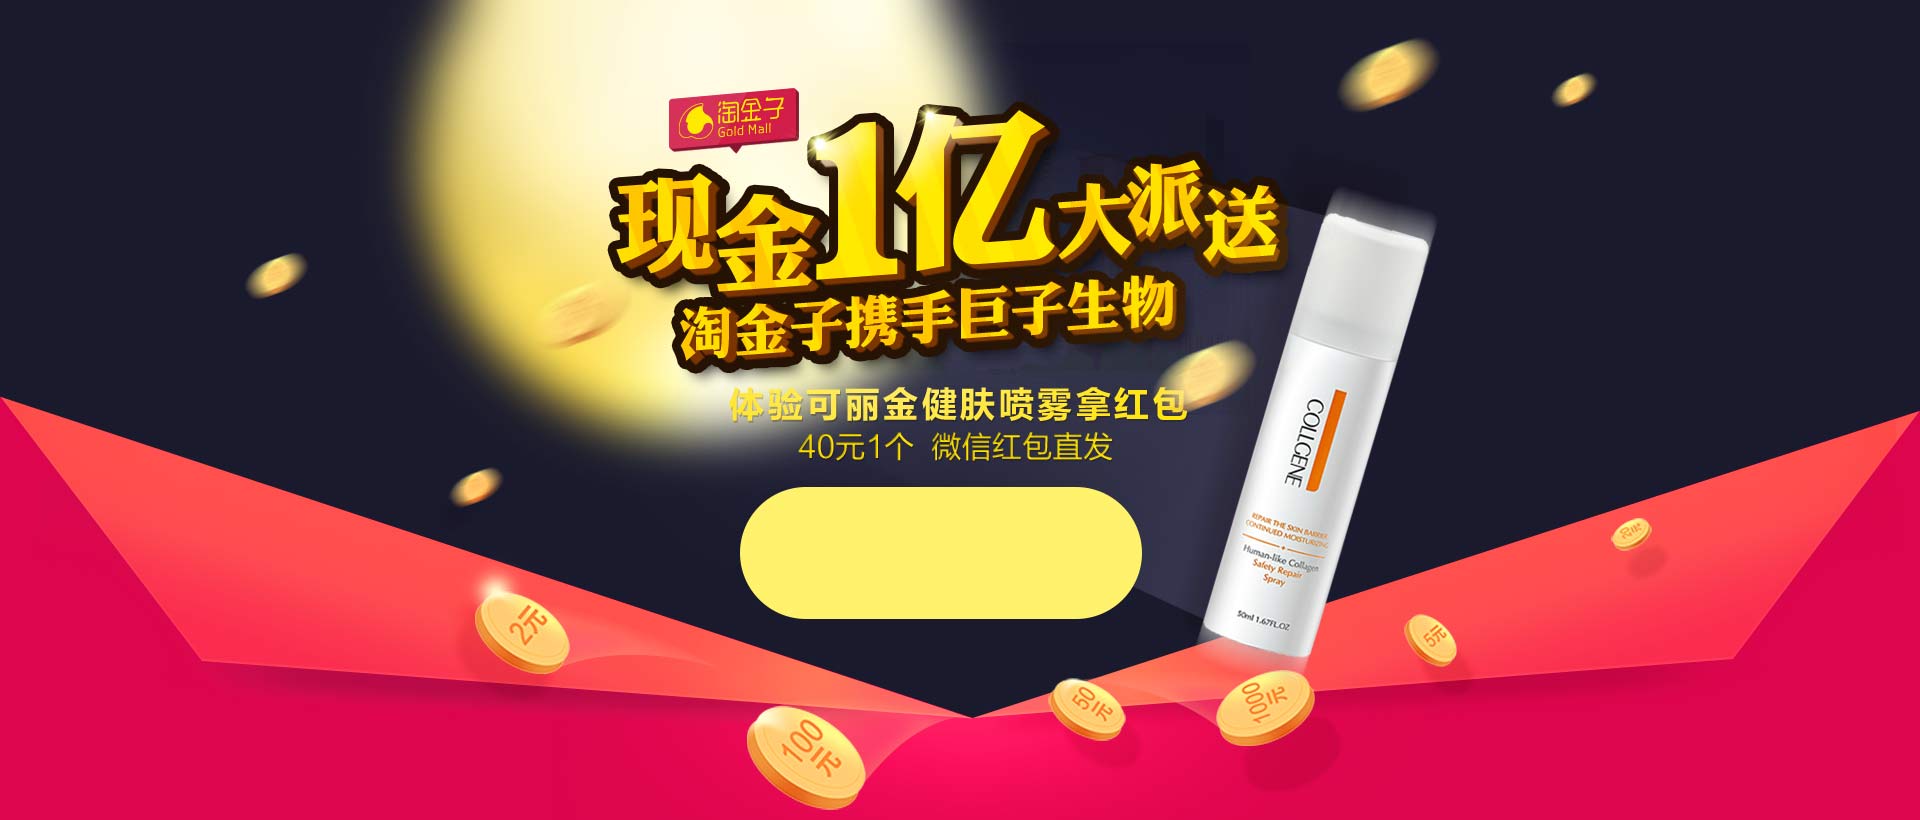 淘金子
Gold Mall
现金1亿大派送
淘金子携手巨子生物
体验可丽金健肤喷雾拿红包
40元1个 微信红包直发
COLLGENE
REPAIR THE SKIN BARRIER
CONTINUED MOISTURIZING
Human-like Collagen
Safety Repair
Spray
50ml 1.67FL.OZ
2元
5元
50元
1000元
100元